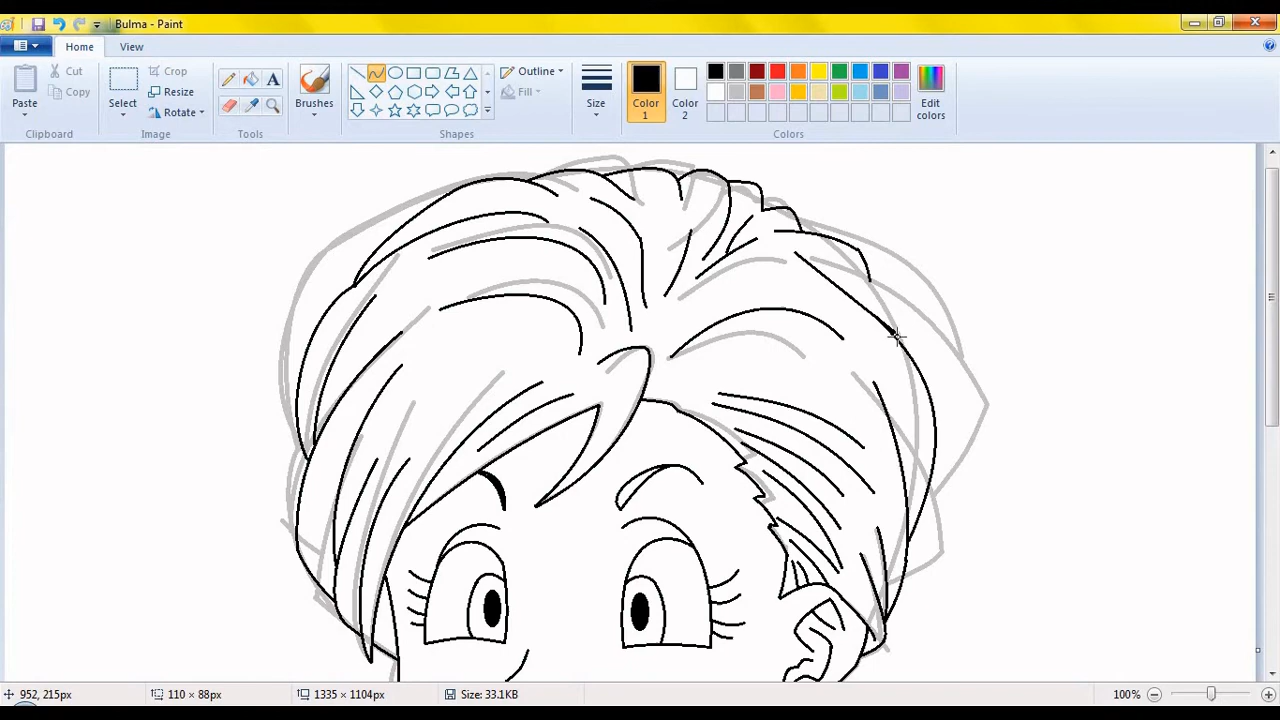 Bulma - Paint
Home View
Paste
Cut
Copy
Clipboard
Select
Crop
Resize
Rotate
Image
A
Tools
Brushes
Outline
Fill
Shapes
Size
Color 1
Color 2
Edit colors
Colors
952, 215px
110 × 88px
1335 × 1104px
Size: 33.1KB
100%